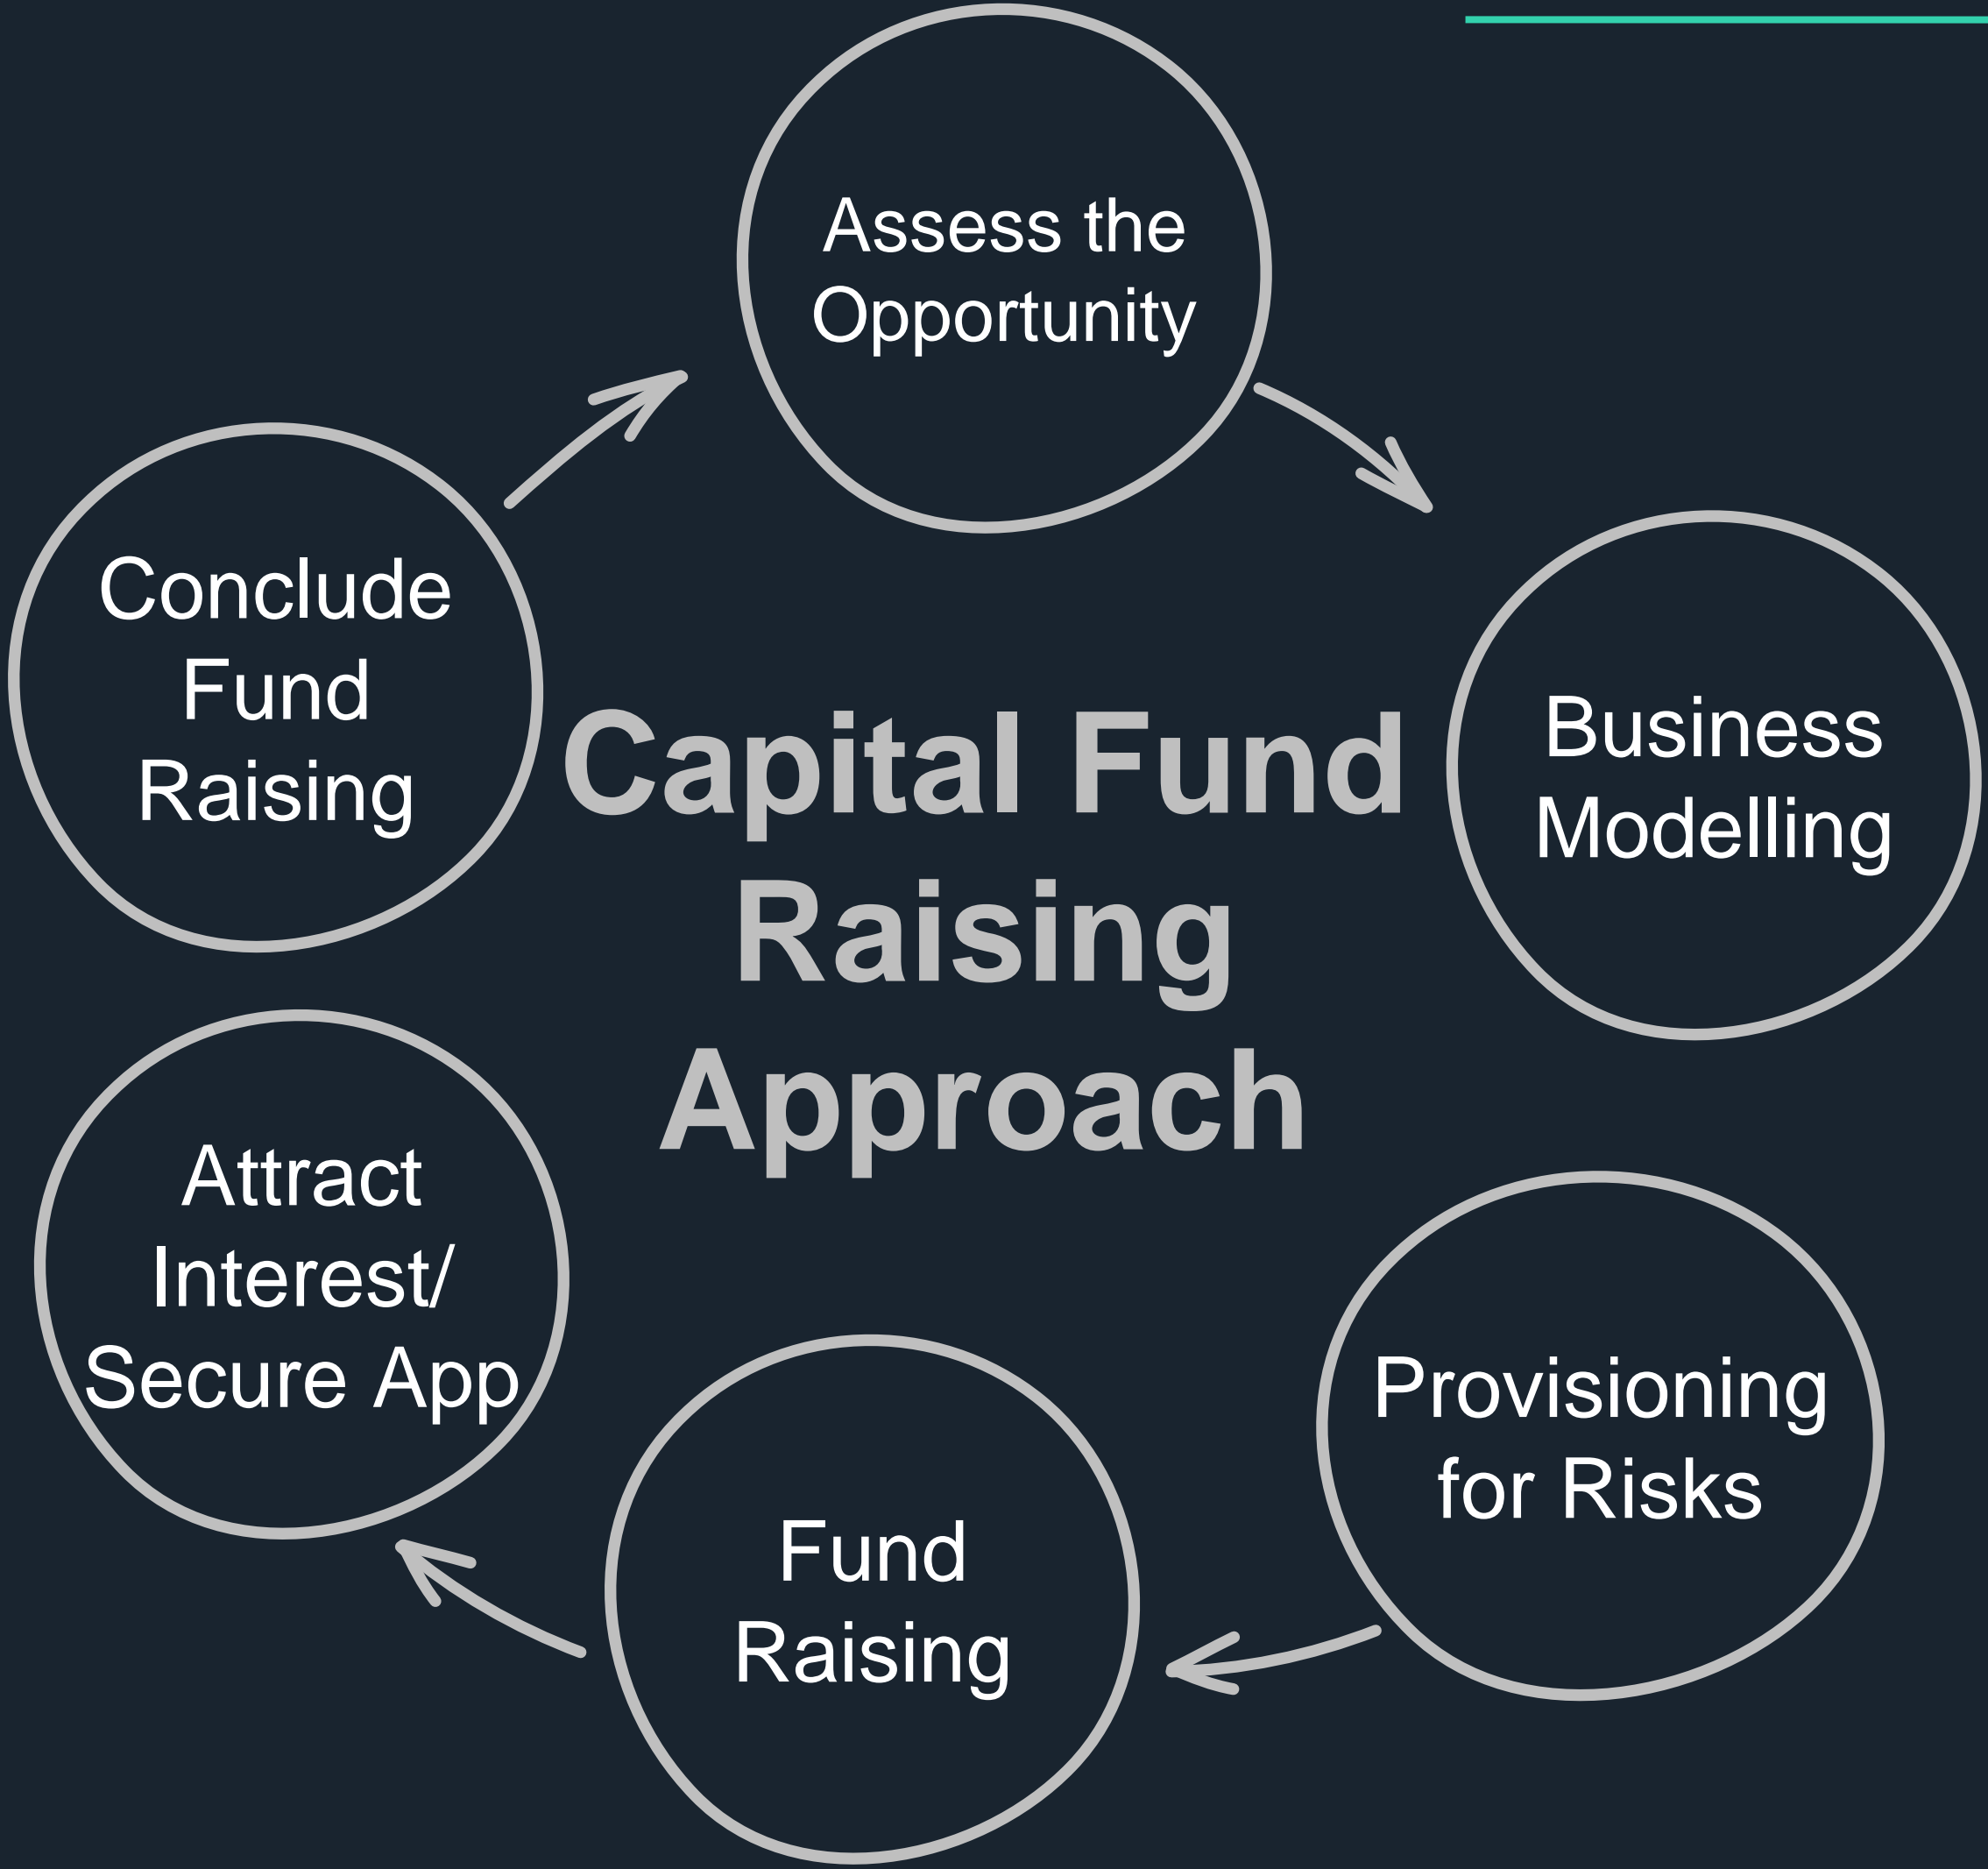 Assess the
Opportunity
Business
Modelling
Provisioning
for Risks
Fund
Raising
Attract
Interest/
Secure App
Conclude
Fund
Raising
Capital Fund
Raising
Approach